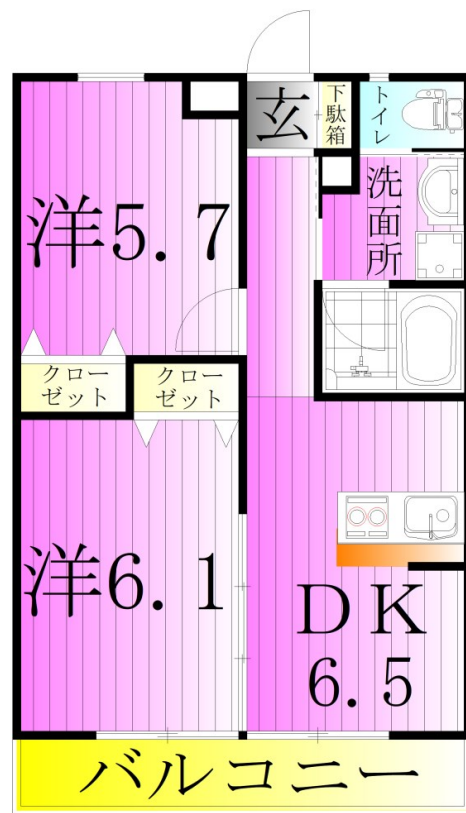 玄
下駄箱
トイレ
洗面所
洋5.7
クロー
ゼット
クロー
ゼット
洋6.1
DK
6.5
バルコニー